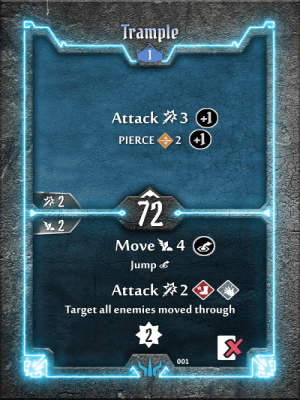 Trample
1
Attack 3 +1
PIERCE 2 +1
2
72
2
Move 4
Jump
Attack 2
Target all enemies moved through
2
001